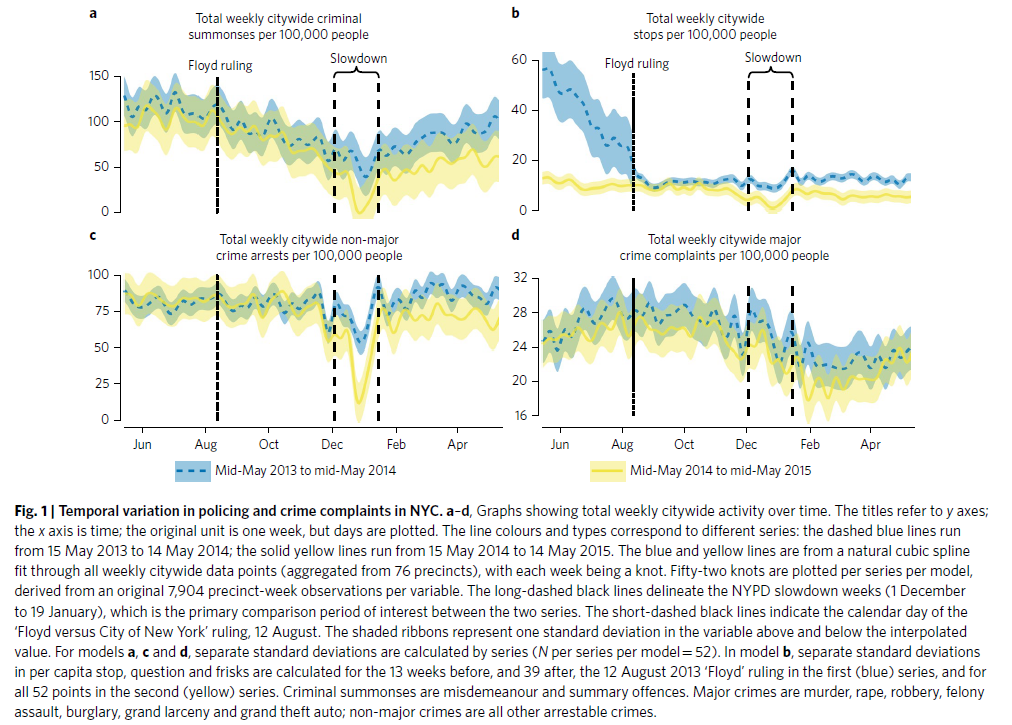 a
Total weekly citywide criminal
summonses per 100,000 people
Floyd ruling
Slowdown
150
100
50
0
b
Total weekly citywide
stops per 100,000 people
Floyd ruling
Slowdown
60
40
20
0
c
Total weekly citywide non-major
crime arrests per 100,000 people
100
75
50
25
0
Jun Aug Oct Dec Feb Apr
d
Total weekly citywide major
crime complaints per 100,000 people
32
28
24
20
16
Jun Aug Oct Dec Feb Apr
Mid-May 2013 to mid-May 2014
Mid-May 2014 to mid-May 2015
Fig. 1 | Temporal variation in policing and crime complaints in NYC. a–d, Graphs showing total weekly citywide activity over time. The titles refer to y axes;
the x axis is time; the original unit is one week, but days are plotted. The line colours and types correspond to different series: the dashed blue lines run
from 15 May 2013 to 14 May 2014; the solid yellow lines run from 15 May 2014 to 14 May 2015. The blue and yellow lines are from a natural cubic spline
fit through all weekly citywide data points (aggregated from 76 precincts), with each week being a knot. Fifty-two knots are plotted per series per model,
derived from an original 7,904 precinct-week observations per variable. The long-dashed black lines delineate the NYPD slowdown weeks (1 December
to 19 January), which is the primary comparison period of interest between the two series. The short-dashed black lines indicate the calendar day of the
‘Floyd versus City of New York’ ruling, 12 August. The shaded ribbons represent one standard deviation in the variable above and below the interpolated
value. For models a, c and d, separate standard deviations are calculated by series (N per series per model = 52). In model b, separate standard deviations
in per capita stop, question and frisks are calculated for the 13 weeks before, and 39 after, the 12 August 2013 ‘Floyd’ ruling in the first (blue) series, and for
all 52 points in the second (yellow) series. Criminal summonses are misdemeanour and summary offences. Major crimes are murder, rape, robbery, felony
assault, burglary, grand larceny and grand theft auto; non-major crimes are all other arrestable crimes.